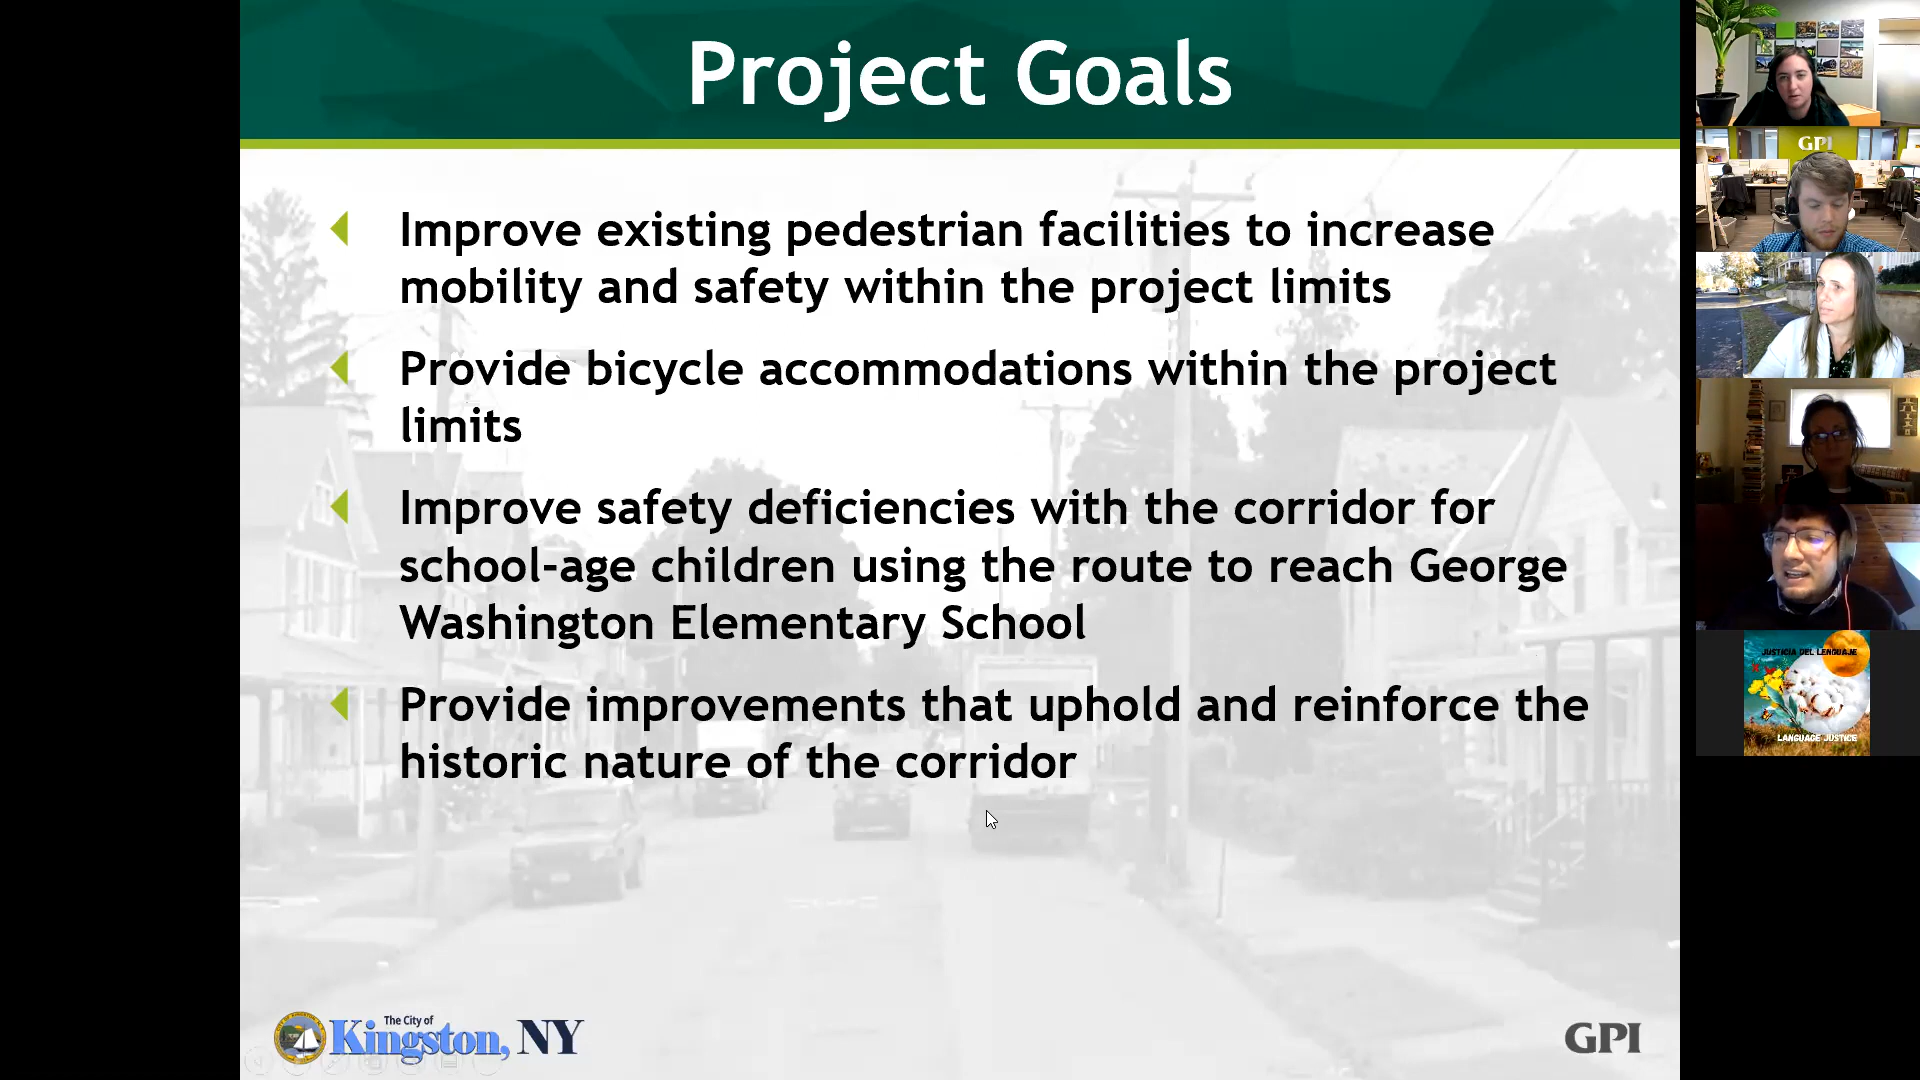 Project Goals
Improve existing pedestrian facilities to increase
mobility and safety within the project limits
Provide bicycle accommodations within the project
limits
Improve safety deficiencies with the corridor for
school-age children using the route to reach George
Washington Elementary School
Provide improvements that uphold and reinforce the
historic nature of the corridor
The City of
Kingston, NY
GPI
GPI
JUSTICIA DEL LENGUAJE
LANGUAGE JUSTICE